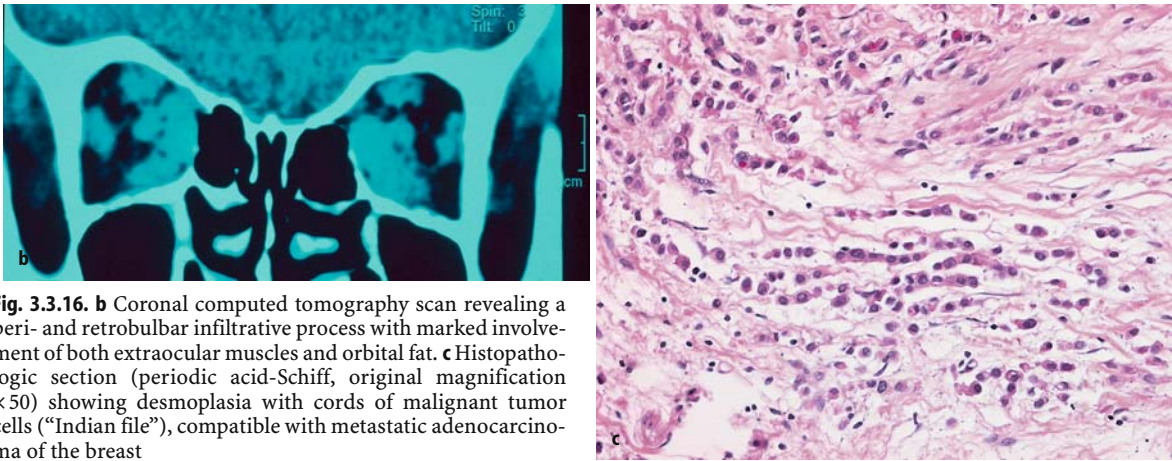 Spin: 3
Tilt: 0
cm
b
c
Fig. 3.3.16. b Coronal computed tomography scan revealing a
peri- and retrobulbar infiltrative process with marked involve-
ment of both extraocular muscles and orbital fat. c Histopatho-
logic section (periodic acid-Schiff, original magnification
×50) showing desmoplasia with cords of malignant tumor
cells (“Indian file”), compatible with metastatic adenocarcino-
ma of the breast